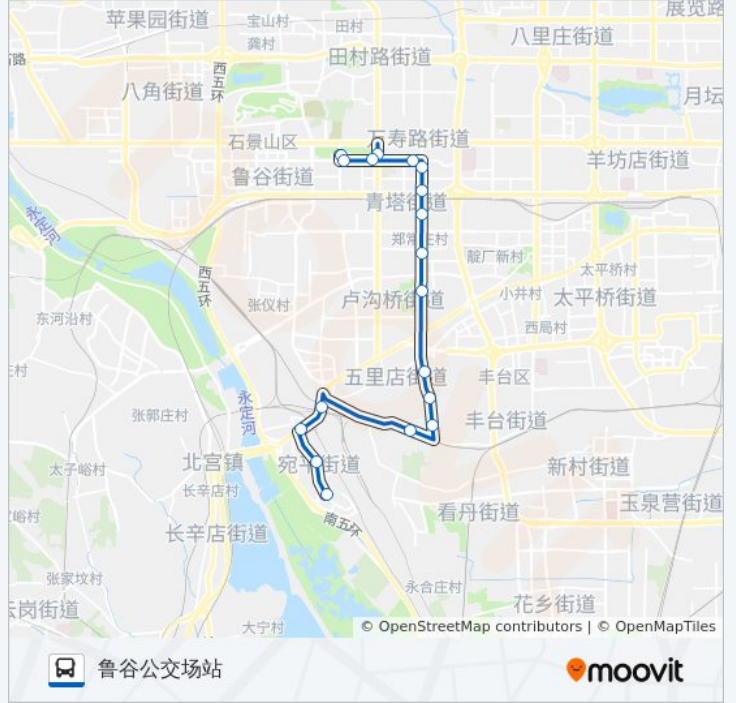 苹果园街道
宝山村
田村
展览路
龚村
八里庄街道
田村路街道
西五环
八角街道
月坛
石景山区
万寿路街道
羊坊店街道
鲁谷街道
青塔街道
永定河
靛厂新村
太平桥村
西五环
张仪村
卢沟桥街道
小井村
太平桥街道
东河沿村
西局村
五里店街道
丰台区
永定河
张郭庄村
丰台街道
北宫镇
宛平街道
新村街道
太子峪村
长辛店村
玉泉营街道
看丹街道
南五环
长辛店街道
张家坟村
永合庄村
云岗街道
花乡街道
大宁村
© OpenStreetMap contributors | © OpenMapTiles
鲁谷公交场站
moovit